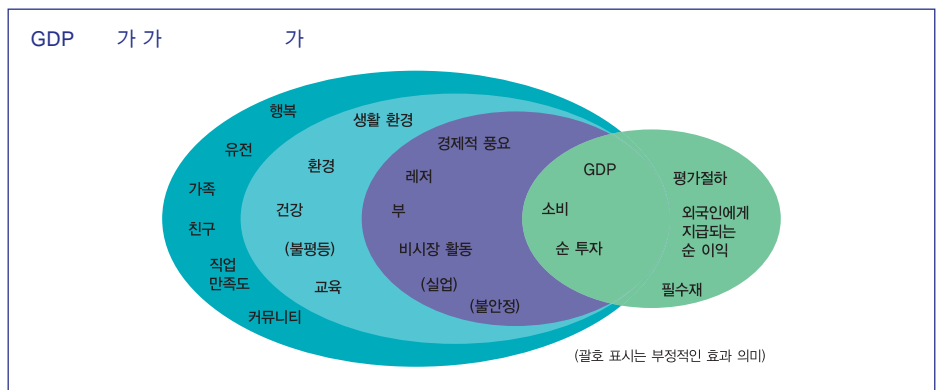 GDP 가 가 가
행복
유전
가족
친구
직업
만족도
커뮤니티
생활 환경
환경
건강
(불평등)
교육
경제적 풍요
레저
부
비시장 활동
(실업)
(불안정)
GDP
소비
순 투자
평가절하
외국인에게
지급되는
순 이익
필수재
(괄호 표시는 부정적인 효과 의미)